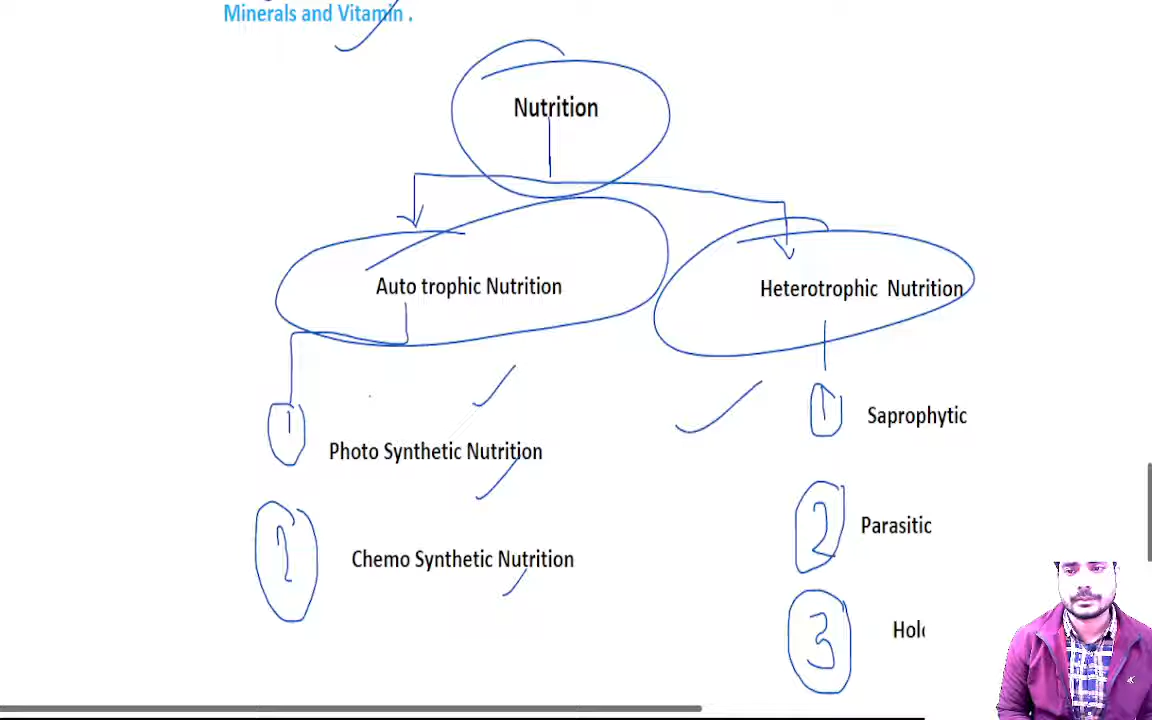 Minerals and Vitamin .
Nutrition
Auto trophic Nutrition
Heterotrophic Nutrition
1
Photo Synthetic Nutrition
1
Saprophytic
2
Parasitic
Chemo Synthetic Nutrition
3